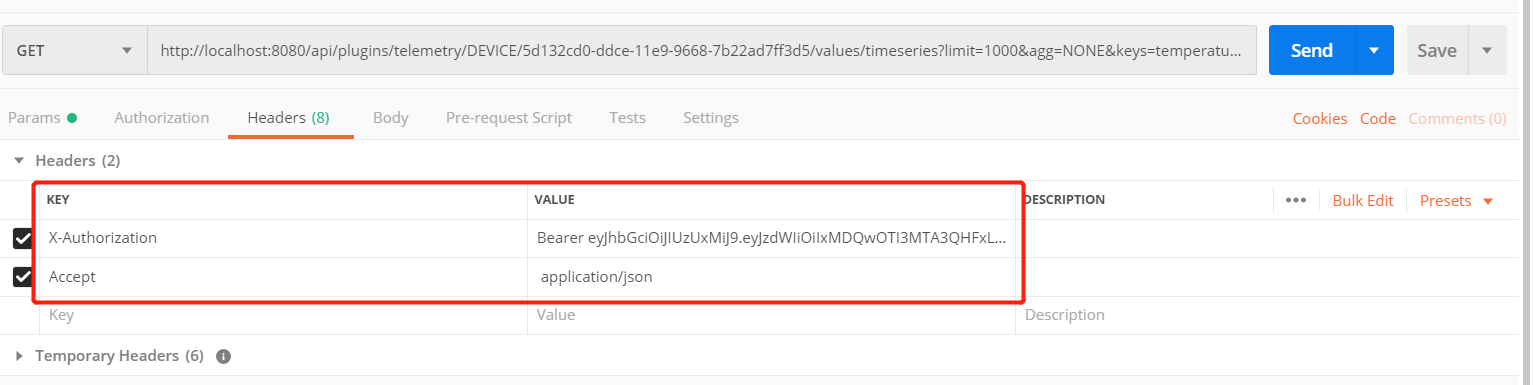 GET http://localhost:8080/api/plugins/telemetry/DEVICE/5d132cd0-ddce-11e9-9668-7b22ad7ff3d5/values/timeseries?limit=1000&agg=NONE&keys=temperatu... Send Save
Params Authorization Headers (8) Body Pre-request Script Tests Settings Cookies Code Comments (0)
Headers (2)
KEY VALUE DESCRIPTION ••• Bulk Edit Presets
X-Authorization Bearer eyJhbGciOiJIUzUxMiJ9.eyJzdWIiOiIxMDQwOTI3MTA3QHFxL...
Accept application/json
Key Value Description
Temporary Headers (6)